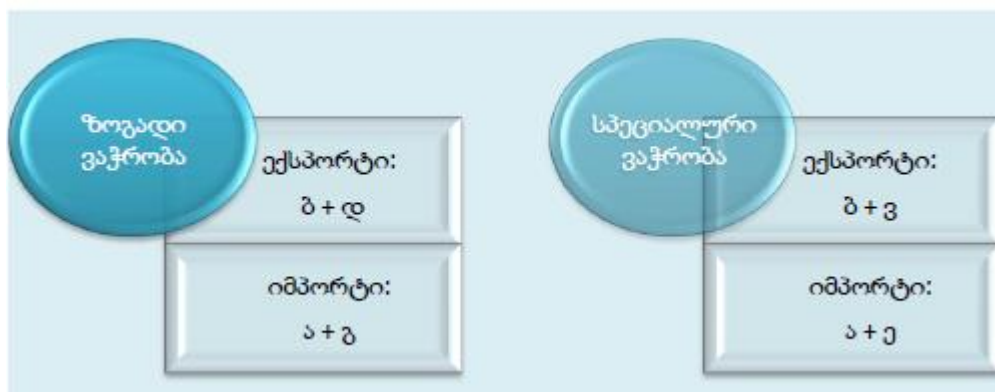 ზოგადი
ვაჭრობა
ექსპორტი:
ბ + დ
იმპორტი:
ა + გ
სპეციალური
ვაჭრობა
ექსპორტი:
ბ + ვ
იმპორტი:
ა + ე